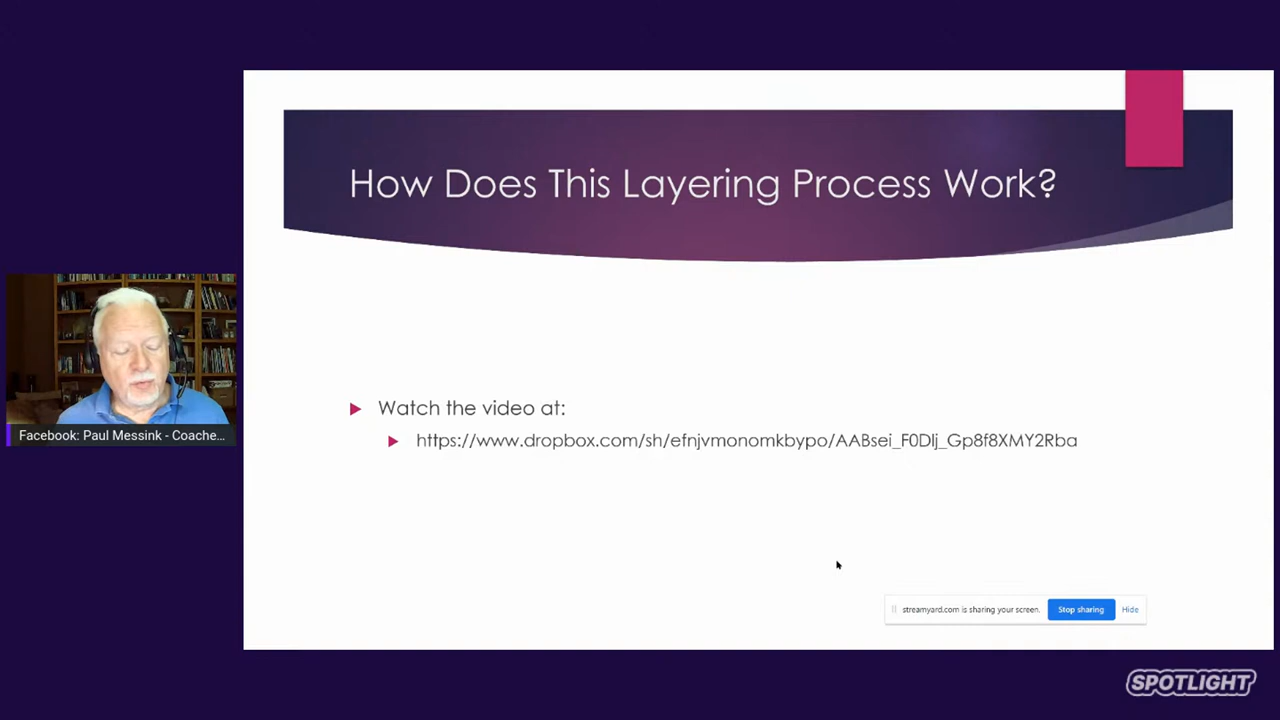 How Does This Layering Process Work?
Watch the video at:
https://www.dropbox.com/sh/efnjvmonomkbypo/AABsei_F0Dlj_Gp8f8XMY2Rba
Facebook: Paul Messink - Coache...
streamyard.com is sharing your screen. Stop sharing Hide
SPOTLIGHT